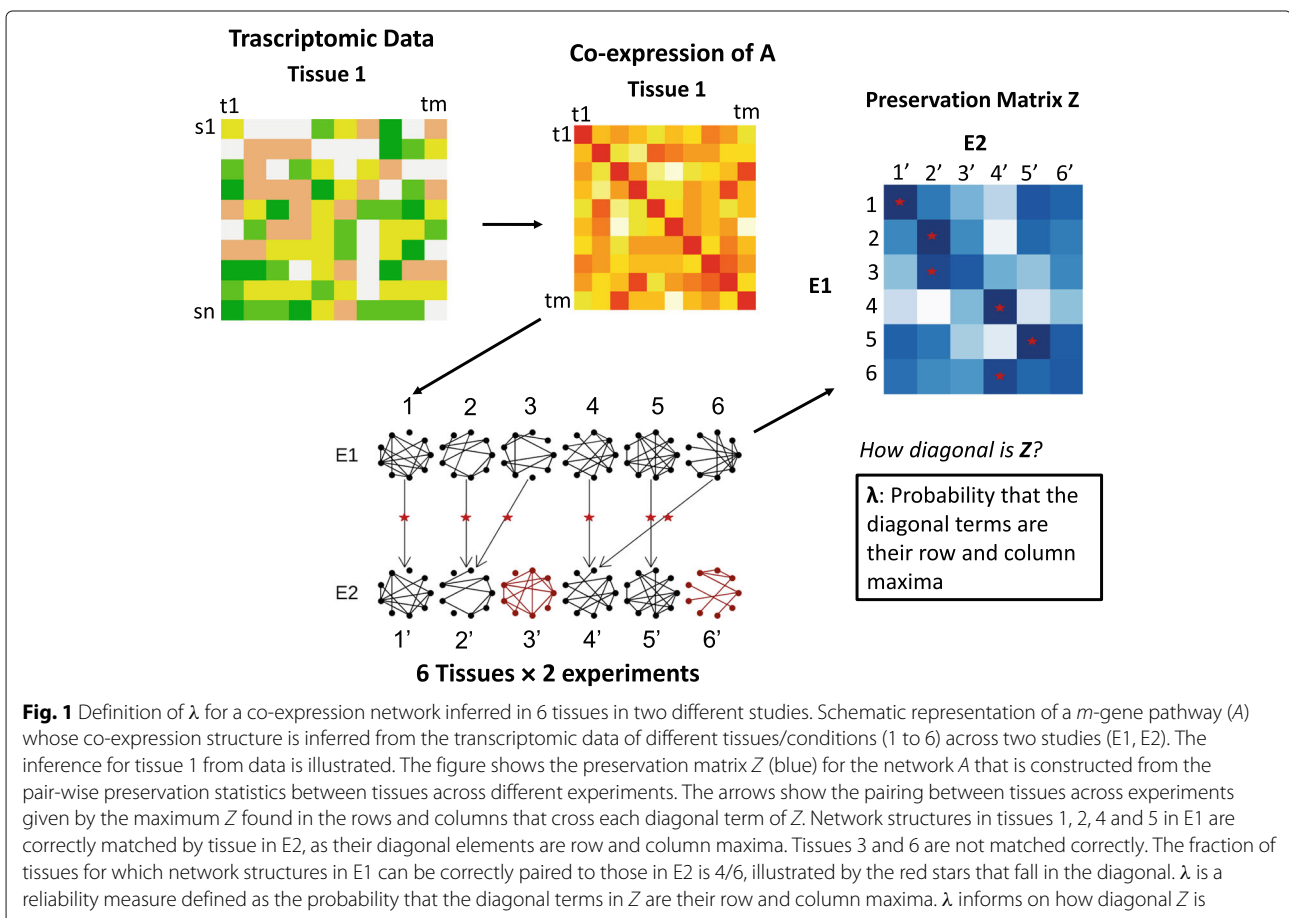 Trascriptomic Data
Tissue 1
t1 tm
s1
sn
Co-expression of A
Tissue 1
t1 tm
t1
tm
Preservation Matrix Z
E2
1’ 2’ 3’ 4’ 5’ 6’
E1
1
2
3
4
5
6
1 2 3 4 5 6
E1
E2
1’ 2’ 3’ 4’ 5’ 6’
6 Tissues × 2 experiments
How diagonal is Z?
λ: Probability that the
diagonal terms are
their row and column
maxima
Fig. 1 Definition of λ for a co-expression network inferred in 6 tissues in two different studies. Schematic representation of a m-gene pathway (A)
whose co-expression structure is inferred from the transcriptomic data of different tissues/conditions (1 to 6) across two studies (E1, E2). The
inference for tissue 1 from data is illustrated. The figure shows the preservation matrix Z (blue) for the network A that is constructed from the
pair-wise preservation statistics between tissues across different experiments. The arrows show the pairing between tissues across experiments
given by the maximum Z found in the rows and columns that cross each diagonal term of Z. Network structures in tissues 1, 2, 4 and 5 in E1 are
correctly matched by tissue in E2, as their diagonal elements are row and column maxima. Tissues 3 and 6 are not matched correctly. The fraction of
tissues for which network structures in E1 can be correctly paired to those in E2 is 4/6, illustrated by the red stars that fall in the diagonal. λ is a
reliability measure defined as the probability that the diagonal terms in Z are their row and column maxima. λ informs on how diagonal Z is